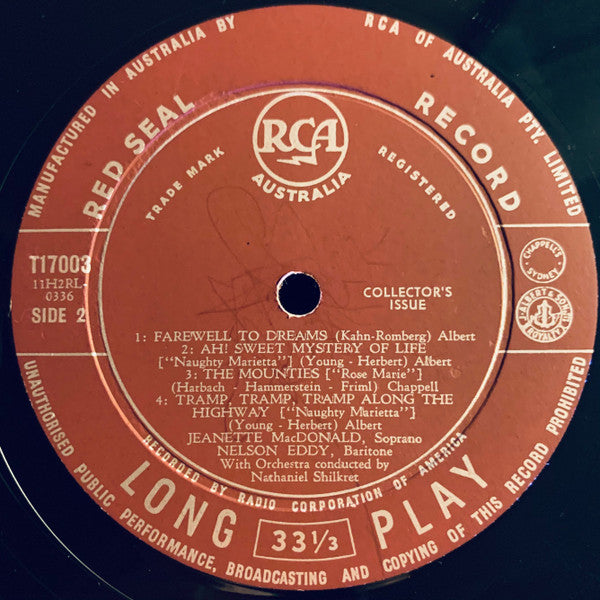 MANUFACTURED IN AUSTRALIA BY RCA OF AUSTRALIA PTY. LIMITED
RED SEAL RECORD
RCA
AUSTRALIA
TRADE MARK REGISTERED
T17003
11H2RL-
0336
SIDE 2
COLLECTOR'S
ISSUE
CHAPPELL'S
SYDNEY
ALBERT & SON
ROYALTY
1: FAREWELL TO DREAMS (Kahn-Romberg) Albert
2: AH! SWEET MYSTERY OF LIFE
["Naughty Marietta"] (Young - Herbert) Albert
3: THE MOUNTIES ["Rose Marie"]
(Harbach - Hammerstein - Friml) Chappell
4: TRAMP, TRAMP, TRAMP ALONG THE
HIGHWAY ["Naughty Marietta"]
(Young - Herbert) Albert
JEANETTE MacDONALD, Soprano
NELSON EDDY, Baritone
With Orchestra conducted by
Nathaniel Shilkret
RECORDED BY RADIO CORPORATION OF AMERICA
LONG PLAY
33 1/3
UNAUTHORISED PUBLIC PERFORMANCE, BROADCASTING AND COPYING OF THIS RECORD PROHIBITED